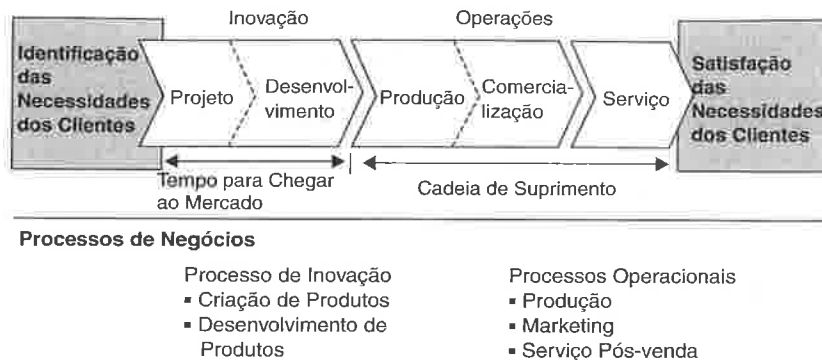 Inovação
Operações
Identificação
das
Necessidades
dos Clientes
Projeto
Desenvol-
vimento
Produção
Comercia-
lização
Serviço
Satisfação
das
Necessidades
dos Clientes
Tempo para Chegar
ao Mercado
Cadeia de Suprimento
Processos de Negócios
Processo de Inovação
▪ Criação de Produtos
▪ Desenvolvimento de
Produtos
Processos Operacionais
▪ Produção
▪ Marketing
▪ Serviço Pós-venda